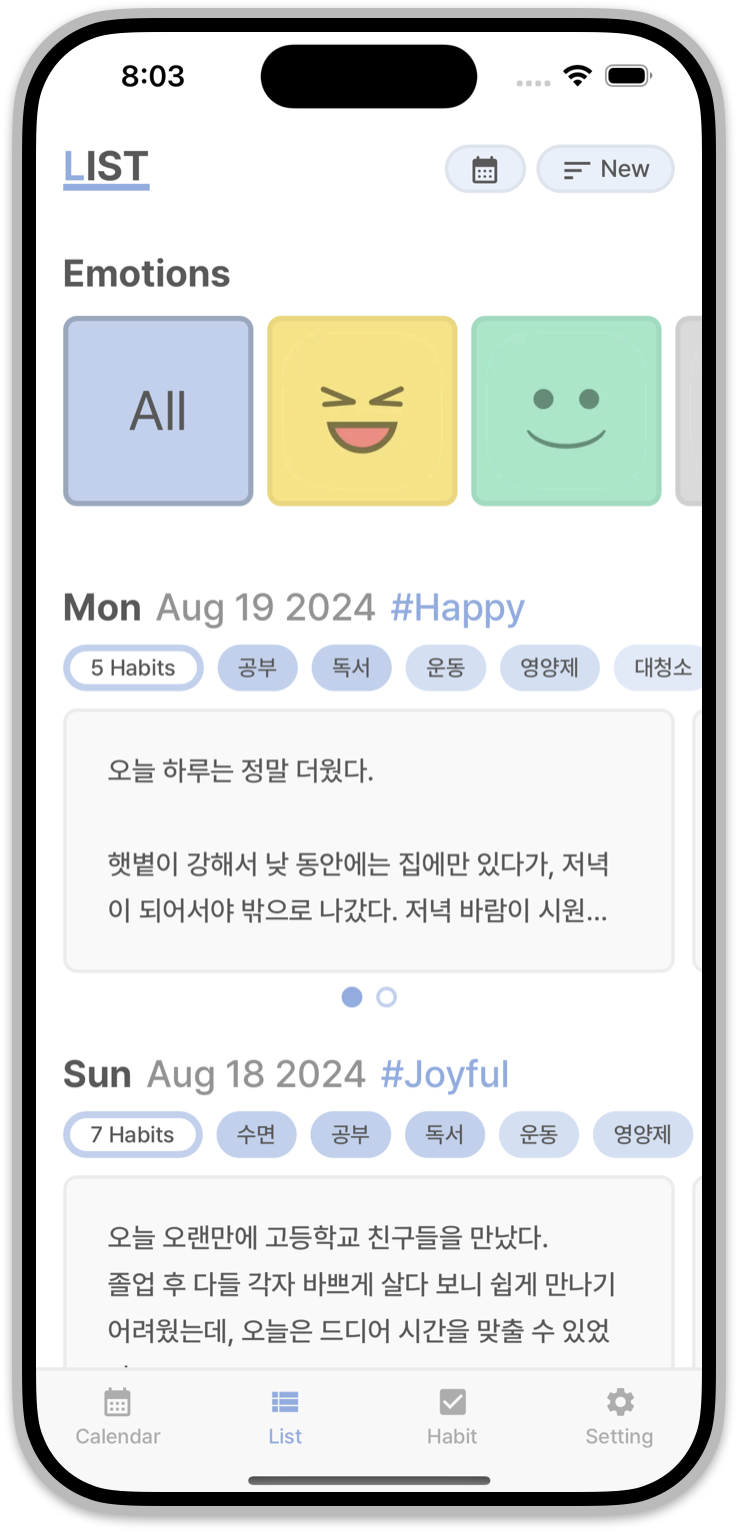 8:03
LIST
New
Emotions
All
Mon Aug 19 2024 #Happy
5 Habits 공부 독서 운동 영양제 대청소
오늘 하루는 정말 더웠다.
햇볕이 강해서 낮 동안에는 집에만 있다가, 저녁
이 되어서야 밖으로 나갔다. 저녁 바람이 시원...
Sun Aug 18 2024 #Joyful
7 Habits 수면 공부 독서 운동 영양제
오늘 오랜만에 고등학교 친구들을 만났다.
졸업 후 다들 각자 바쁘게 살다 보니 쉽게 만나기
어려웠는데, 오늘은 드디어 시간을 맞출 수 있었
Calendar List Habit Setting